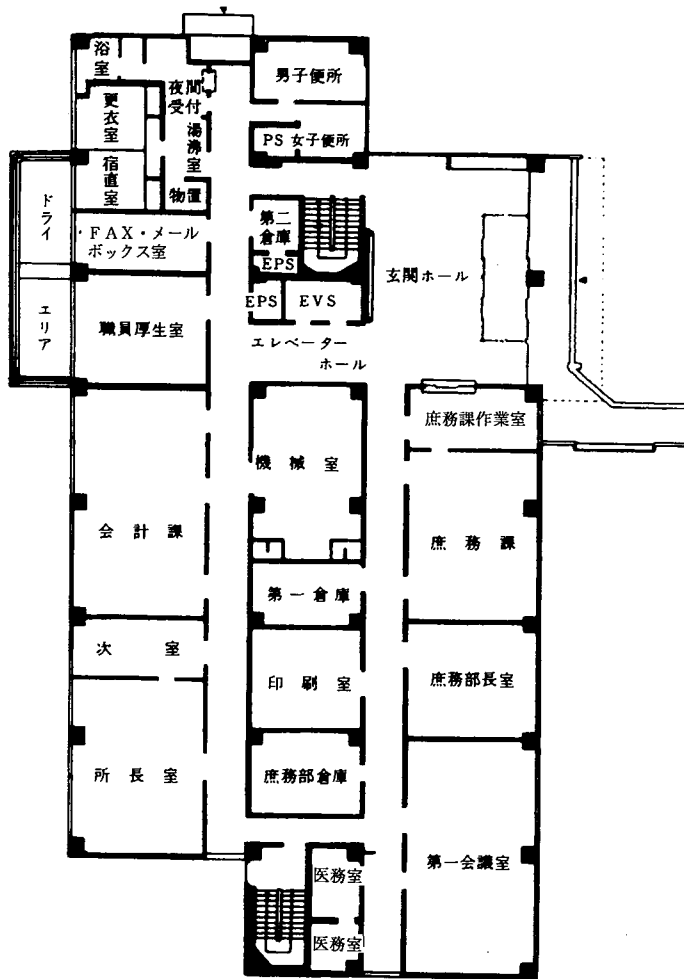 浴室
夜間
受付
男子便所
更衣室
湯沸室
PS 女子便所
宿直室
物置
ドライ
エリア
・FAX・メール
ボックス室
第二
倉庫
EPS
玄関ホール
EPS
EVS
職員厚生室
エレベーター
ホール
庶務課作業室
機械室
会計課
庶務課
第一倉庫
次室
印刷室
庶務部長室
所長室
庶務部倉庫
医務室
第一会議室
医務室